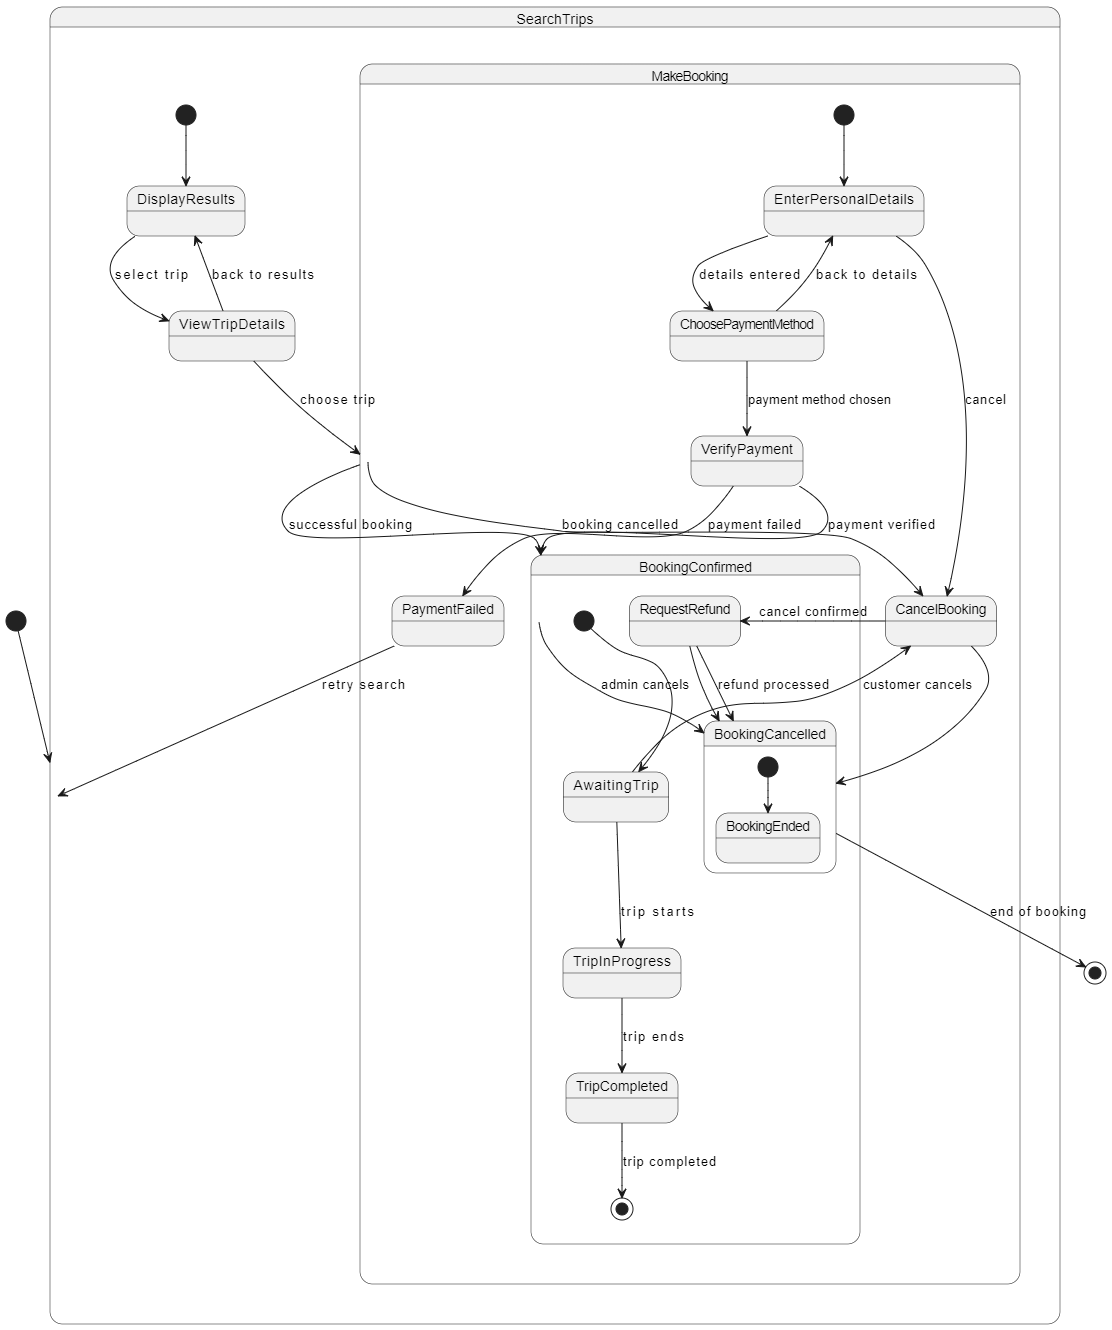 SearchTrips
MakeBooking
DisplayResults
EnterPersonalDetails
select trip
back to results
details entered
back to details
ViewTripDetails
ChoosePaymentMethod
choose trip
payment method chosen
cancel
VerifyPayment
successful booking
booking cancelled
payment failed
payment verified
BookingConfirmed
PaymentFailed
RequestRefund
cancel confirmed
CancelBooking
retry search
admin cancels
refund processed
customer cancels
BookingCancelled
AwaitingTrip
BookingEnded
trip starts
end of booking
TripInProgress
trip ends
TripCompleted
trip completed